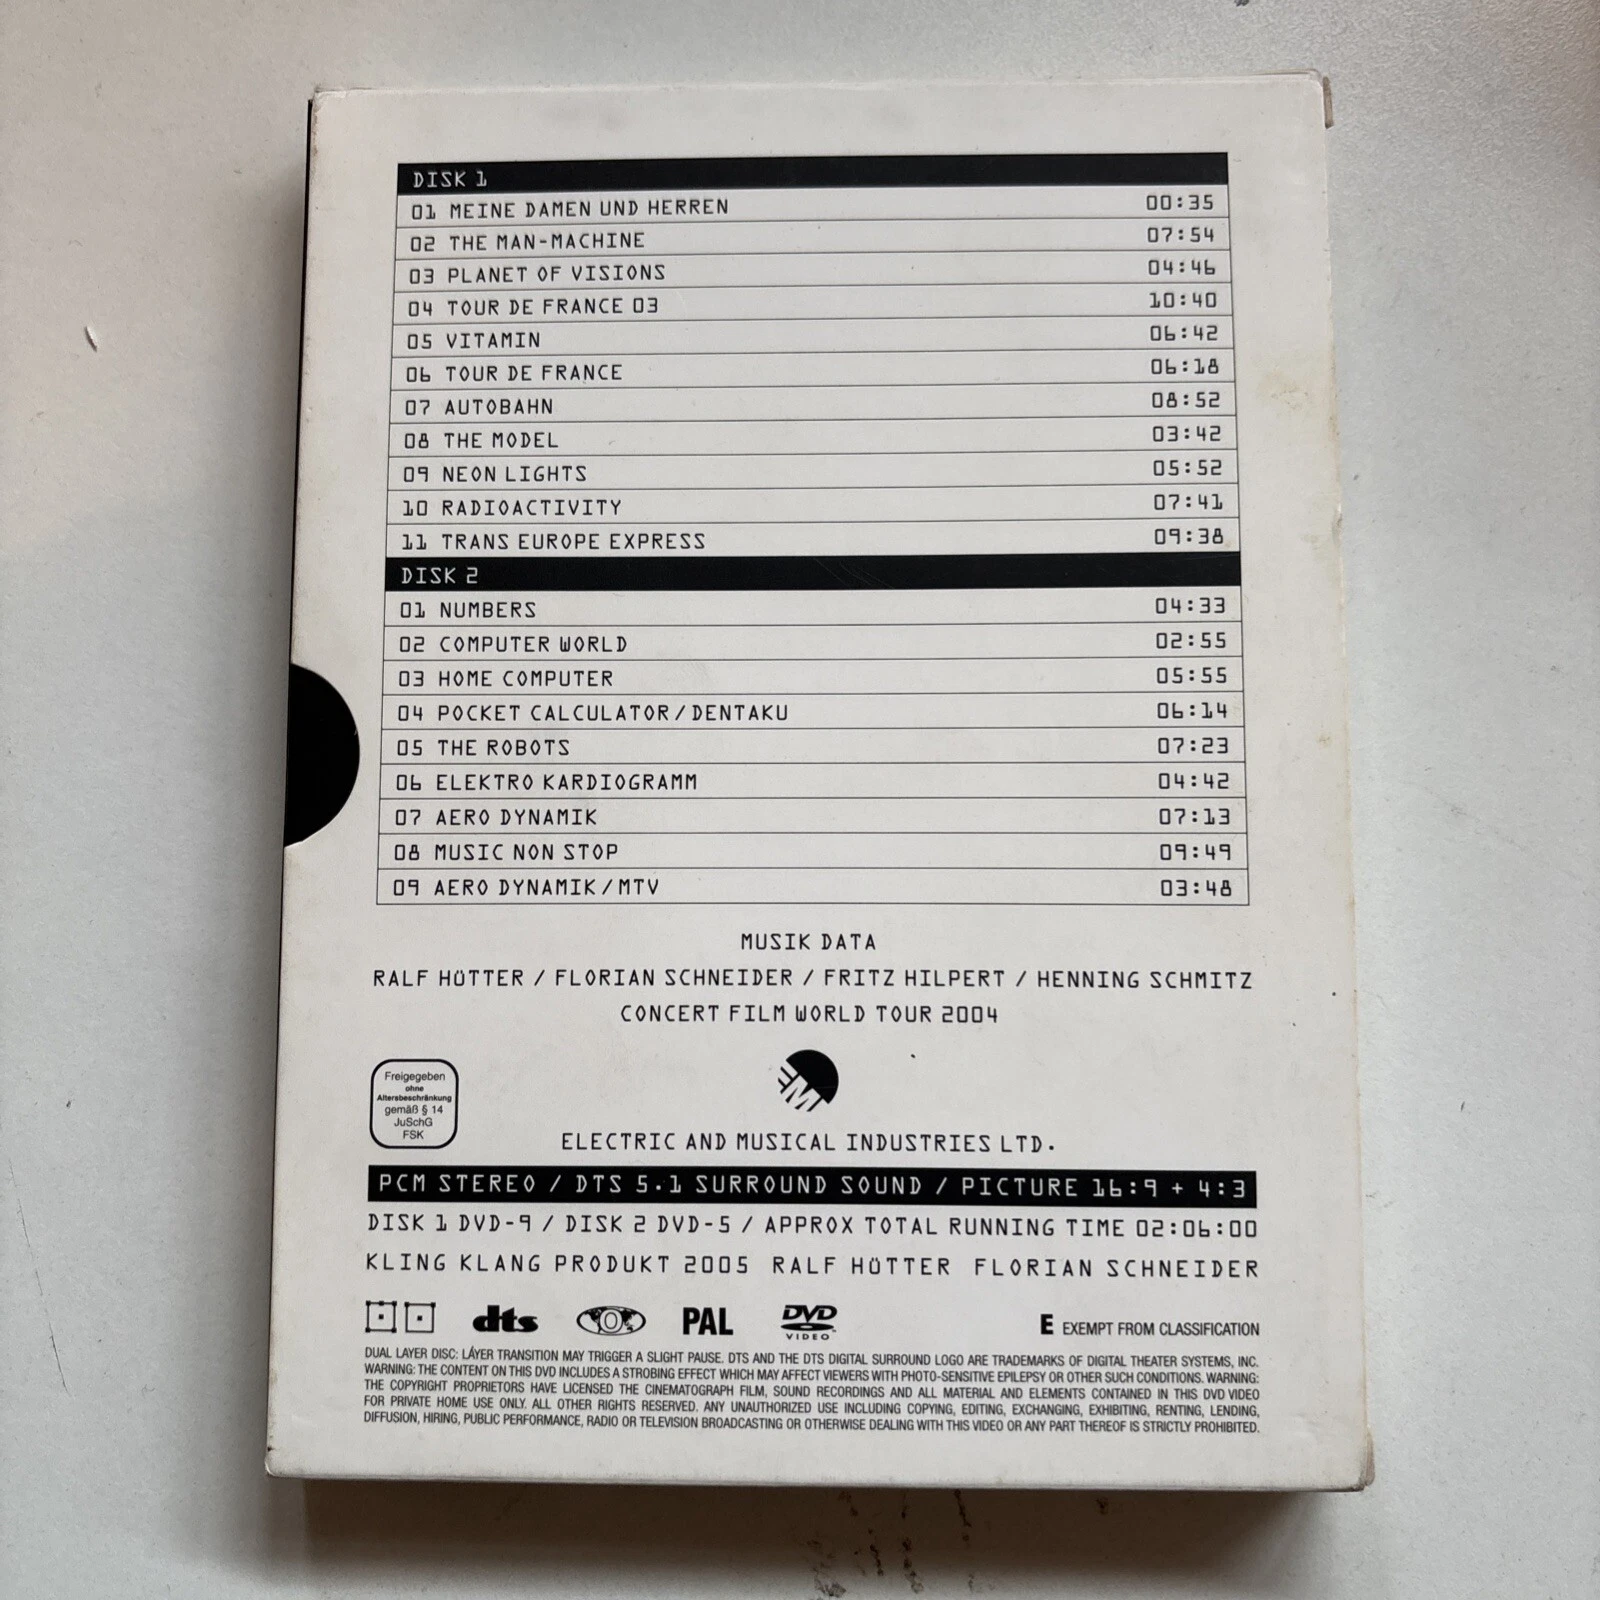 DISK 1
01 MEINE DAMEN UND HERREN 00:35
02 THE MAN-MACHINE 07:54
03 PLANET OF VISIONS 04:46
04 TOUR DE FRANCE 03 10:40
05 VITAMIN 06:42
06 TOUR DE FRANCE 06:18
07 AUTOBAHN 08:52
08 THE MODEL 03:42
09 NEON LIGHTS 05:52
10 RADIOACTIVITY 07:41
11 TRANS EUROPE EXPRESS 09:38
DISK 2
01 NUMBERS 04:33
02 COMPUTER WORLD 02:55
03 HOME COMPUTER 05:55
04 POCKET CALCULATOR/DENTAKU 06:14
05 THE ROBOTS 07:23
06 ELEKTRO KARDIOGRAMM 04:42
07 AERO DYNAMIK 07:13
08 MUSIC NON STOP 09:49
09 AERO DYNAMIK/MTV 03:48
MUSIK DATA
RALF HÜTTER / FLORIAN SCHNEIDER / FRITZ HILPERT / HENNING SCHMITZ
CONCERT FILM WORLD TOUR 2004
Freigegeben
ohne
Altersbeschränkung
gemäß § 14
JuSchG
FSK
EMI
ELECTRIC AND MUSICAL INDUSTRIES LTD.
PCM STEREO / DTS 5.1 SURROUND SOUND / PICTURE 16:9 + 4:3
DISK 1 DVD-9 / DISK 2 DVD-5 / APPROX TOTAL RUNNING TIME 02:06:00
KLING KLANG PRODUKT 2005 RALF HÜTTER FLORIAN SCHNEIDER
dts 0 PAL DVD VIDEO E EXEMPT FROM CLASSIFICATION
DUAL LAYER DISC: LAYER TRANSITION MAY TRIGGER A SLIGHT PAUSE. DTS AND THE DTS DIGITAL SURROUND LOGO ARE TRADEMARKS OF DIGITAL THEATER SYSTEMS, INC.
WARNING: THE CONTENT ON THIS DVD INCLUDES A STROBING EFFECT WHICH MAY AFFECT VIEWERS WITH PHOTO-SENSITIVE EPILEPSY OR OTHER SUCH CONDITIONS. WARNING:
THE COPYRIGHT PROPRIETORS HAVE LICENSED THE CINEMATOGRAPH FILM, SOUND RECORDINGS AND ALL MATERIAL AND ELEMENTS CONTAINED IN THIS DVD VIDEO
FOR PRIVATE HOME USE ONLY. ALL OTHER RIGHTS RESERVED. ANY UNAUTHORIZED USE INCLUDING COPYING, EDITING, EXCHANGING, EXHIBITING, RENTING, LENDING,
DIFFUSION, HIRING, PUBLIC PERFORMANCE, RADIO OR TELEVISION BROADCASTING OR OTHERWISE DEALING WITH THIS VIDEO OR ANY PART THEREOF IS STRICTLY PROHIBITED.